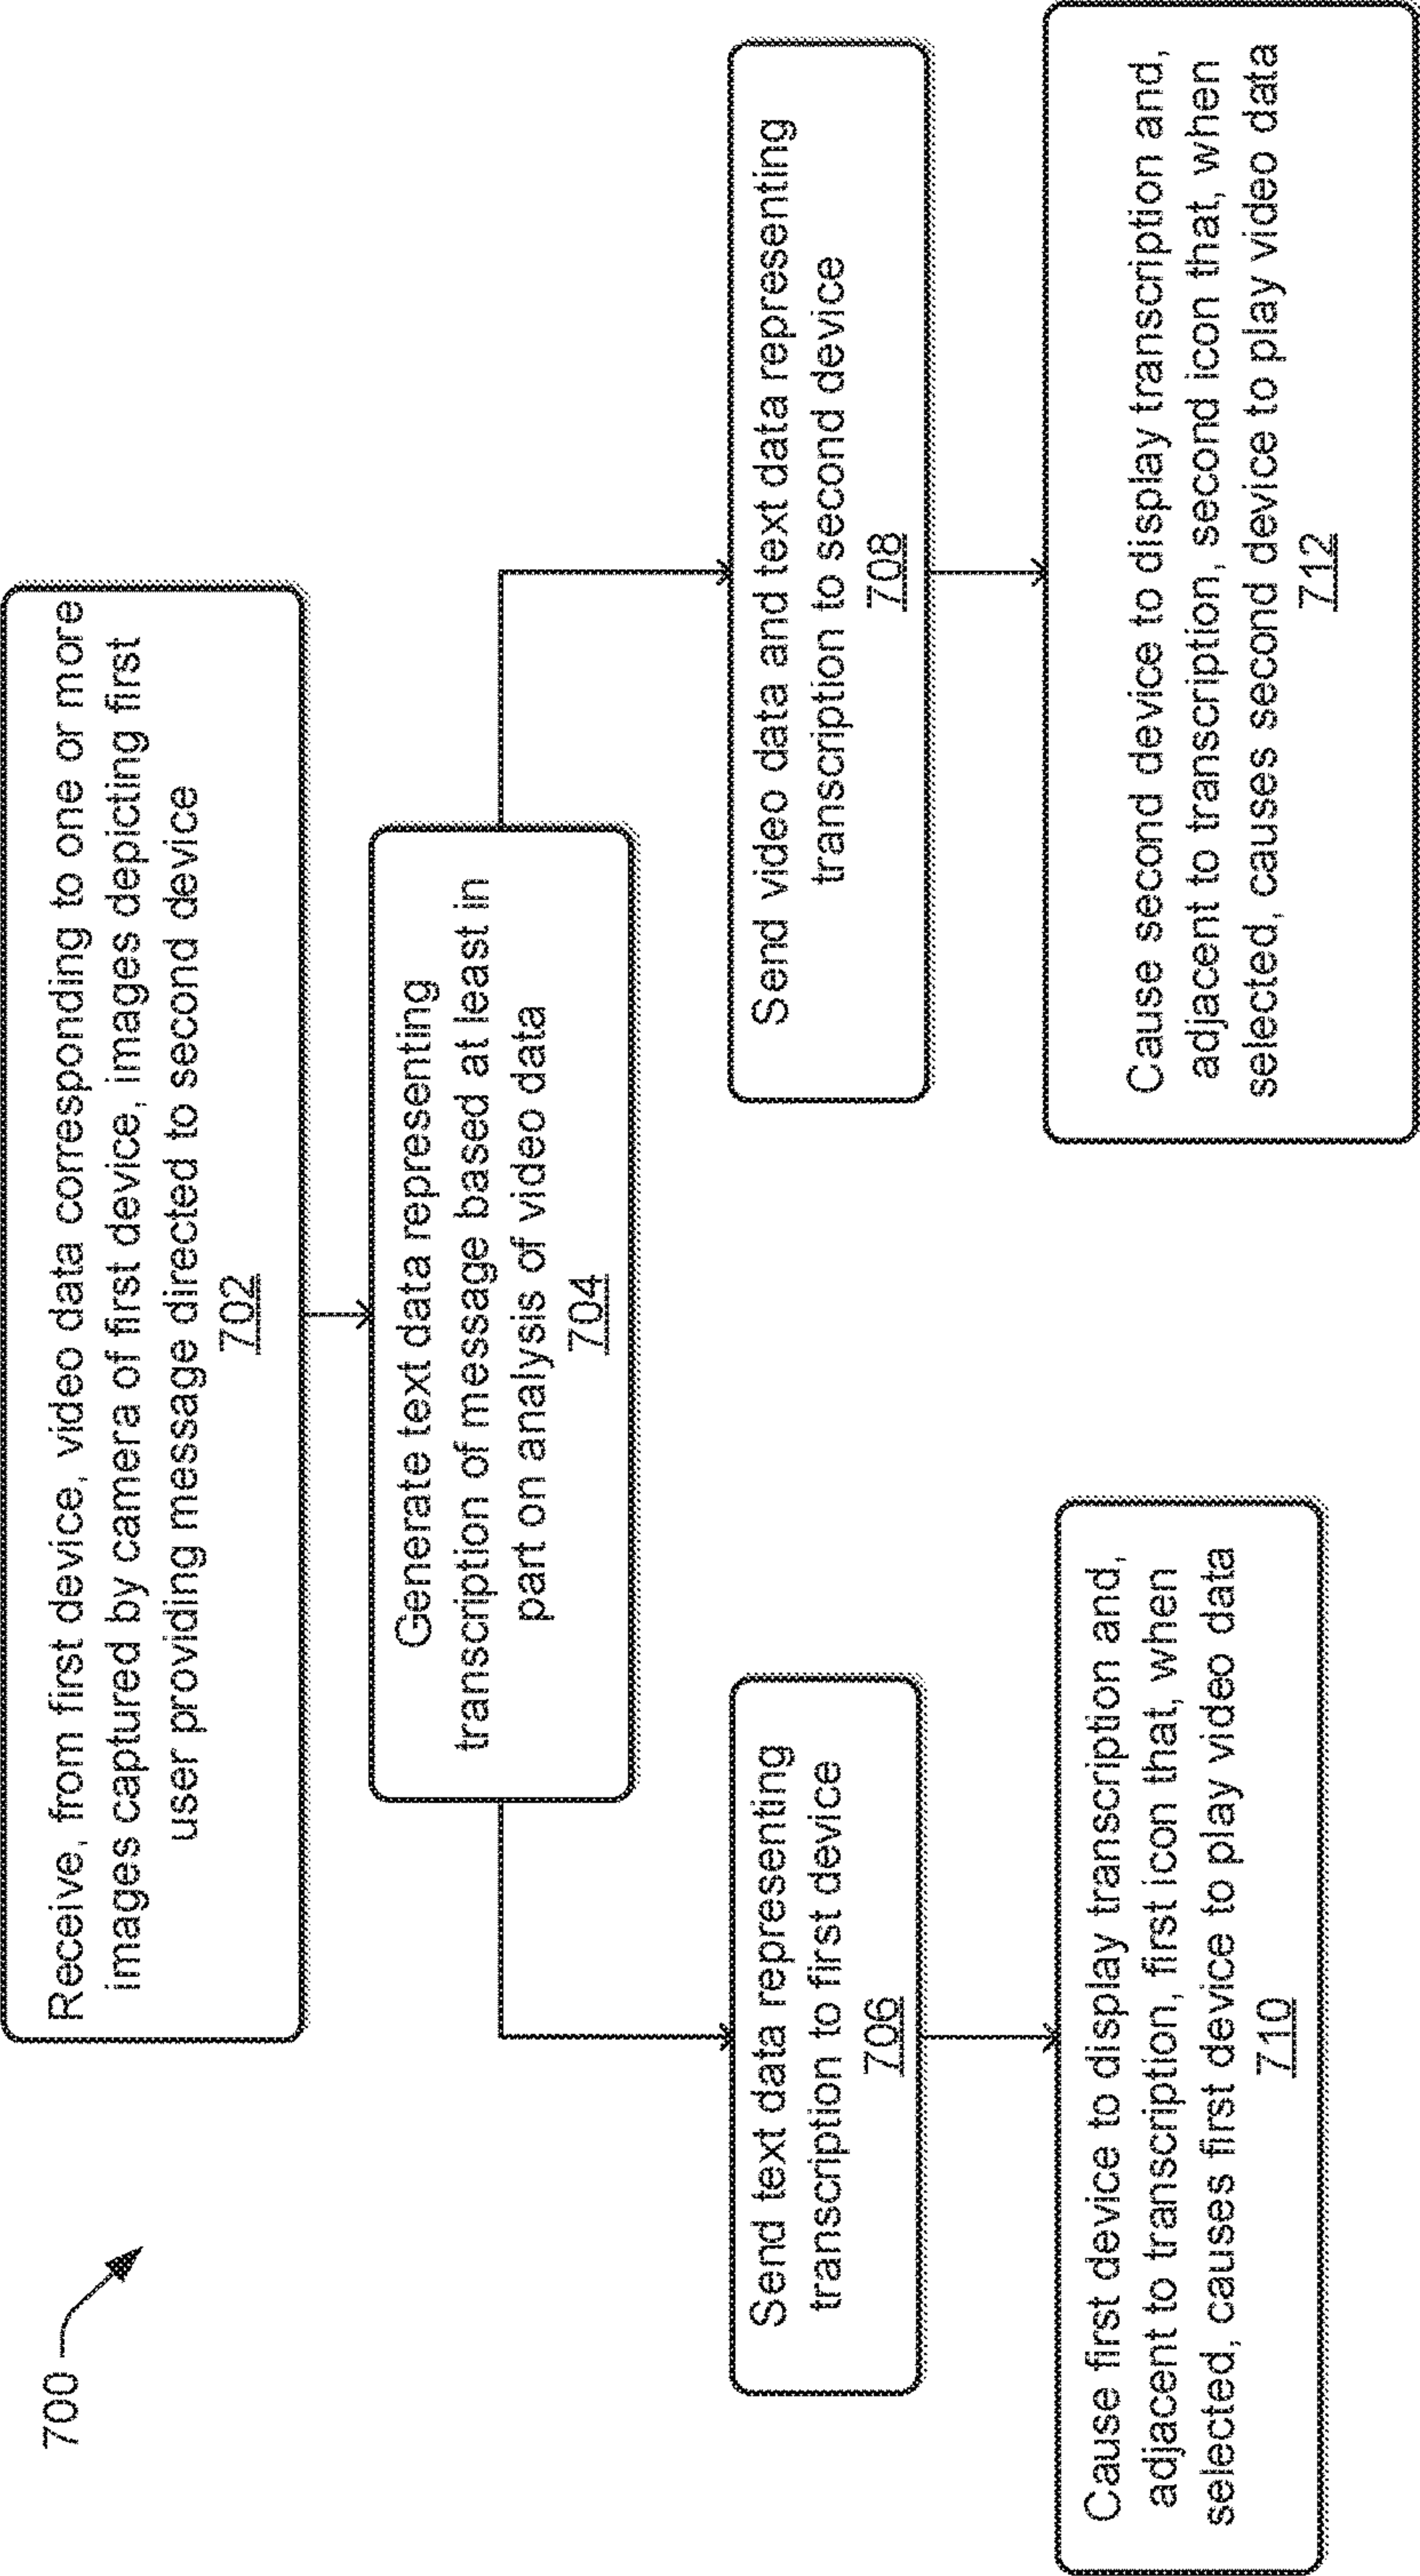 700
Receive, from first device, video data corresponding to one or more
images captured by camera of first device, images depicting first
user providing message directed to second device
702
Generate text data representing
transcription of message based at least in
part on analysis of video data
704
Send text data representing
transcription to first device
706
Send video data and text data representing
transcription to second device
708
Cause first device to display transcription and,
adjacent to transcription, first icon that, when
selected, causes first device to play video data
710
Cause second device to display transcription and,
adjacent to transcription, second icon that, when
selected, causes second device to play video data
712